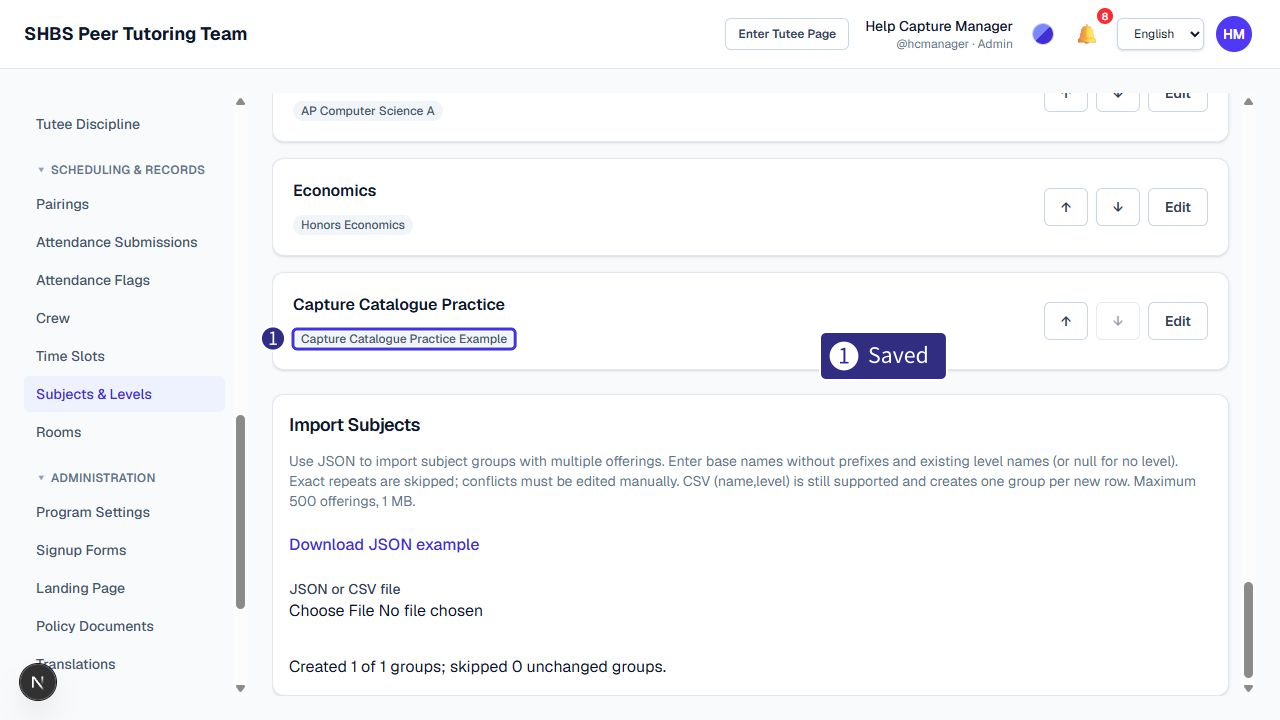 SHBS Peer Tutoring Team
Enter Tutee Page
Help Capture Manager
@hcmanager · Admin
8
English
HM
Tutee Discipline
SCHEDULING & RECORDS
Pairings
Attendance Submissions
Attendance Flags
Crew
Time Slots
Subjects & Levels
Rooms
ADMINISTRATION
Program Settings
Signup Forms
Landing Page
Policy Documents
Translations
N
AP Computer Science A
↑ ↓ Edit
Economics
Honors Economics
↑ ↓ Edit
Capture Catalogue Practice
1 Capture Catalogue Practice Example
↑ ↓ Edit
1 Saved
Import Subjects
Use JSON to import subject groups with multiple offerings. Enter base names without prefixes and existing level names (or null for no level).
Exact repeats are skipped; conflicts must be edited manually. CSV (name,level) is still supported and creates one group per new row. Maximum
500 offerings, 1 MB.
Download JSON example
JSON or CSV file
Choose File No file chosen
Created 1 of 1 groups; skipped 0 unchanged groups.